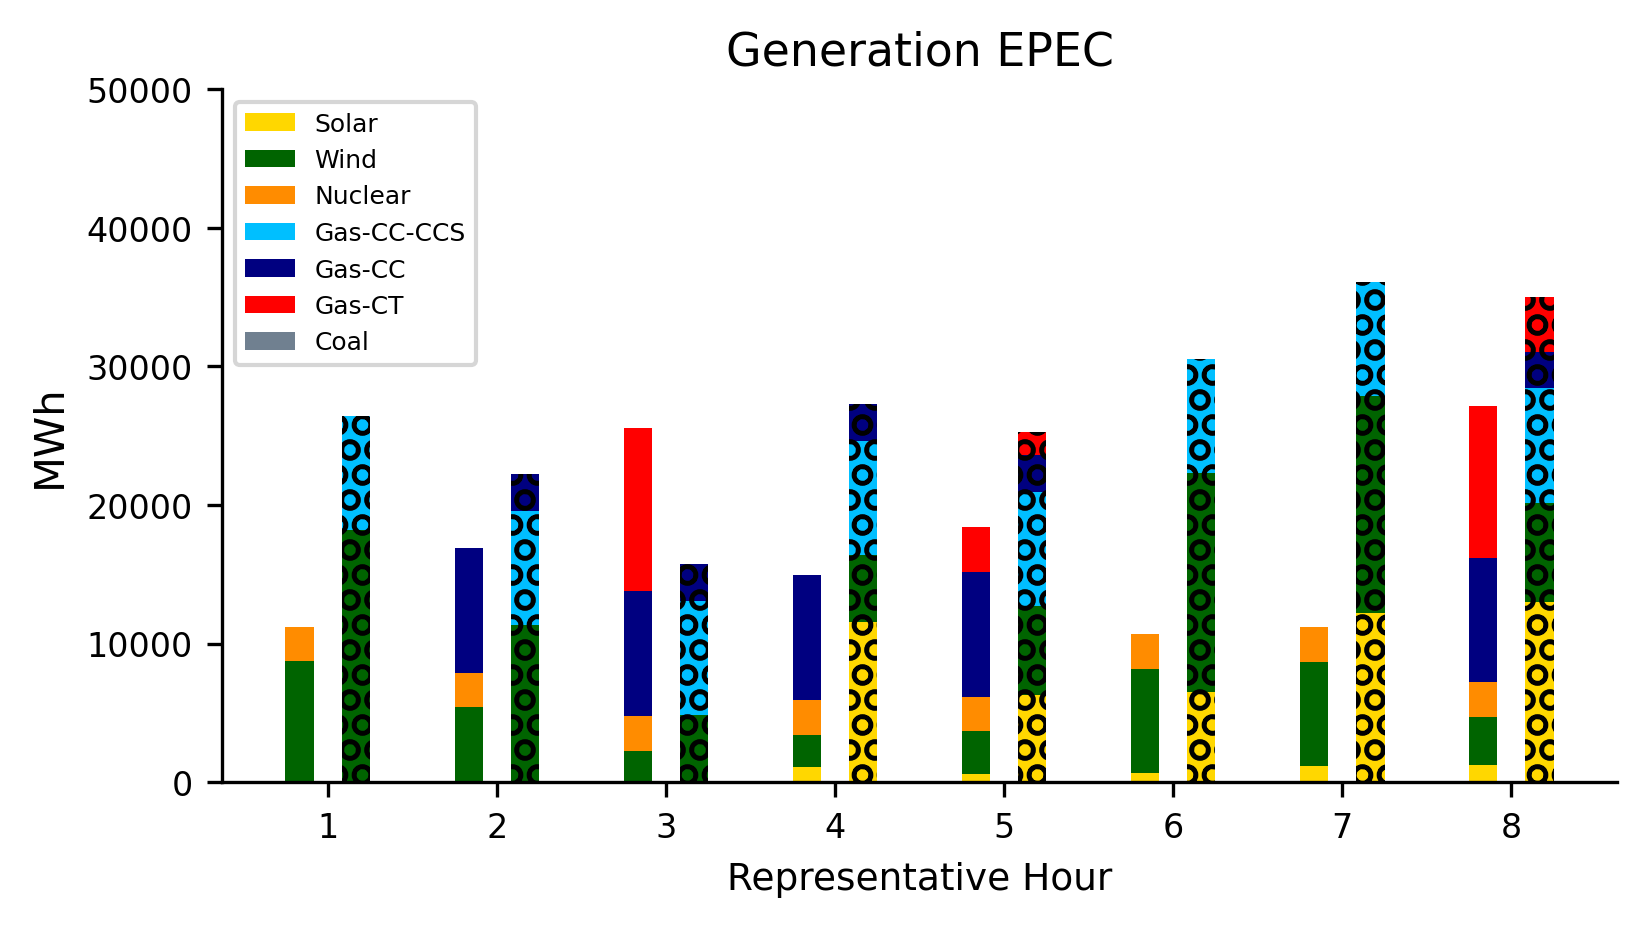 Generation EPEC
50000
40000
30000
20000
10000
0
MWh
Solar
Wind
Nuclear
Gas-CC-CCS
Gas-CC
Gas-CT
Coal
1 2 3 4 5 6 7 8
Representative Hour